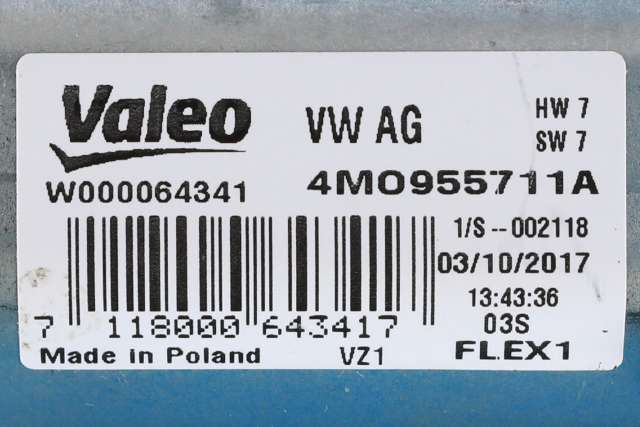 Valeo
VW AG
HW 7
SW 7
W000064341
4M0955711A
1/S --002118
03/10/2017
13:43:36
7 118000 643417
03S
Made in Poland
VZ1
FLEX1